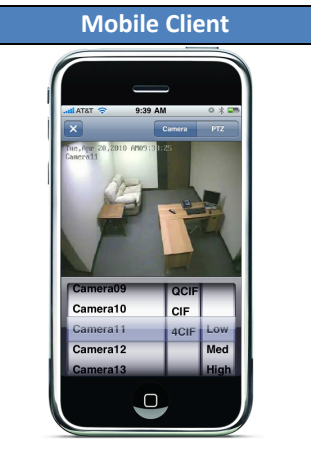 Mobile Client
AT&T 9:39 AM
Camera PTZ
Tue,Apr 20,2010 AM09:39:25
Camera11
Camera09 QCIF
Camera10 CIF
Camera11 4CIF Low
Camera12 Med
Camera13 High